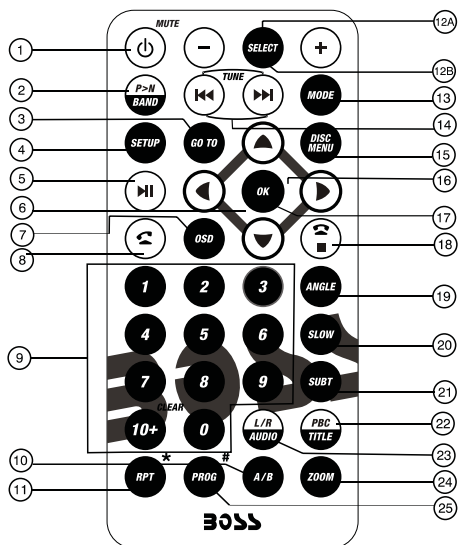 MUTE
12A
1
−
SELECT
+
TUNE
12B
2
P>N
BAND
MODE
13
3
14
4
SETUP
GO TO
DISC
MENU
15
5
16
6
OK
17
7
18
8
OSD
1
2
3
ANGLE
19
4
5
6
SLOW
20
9
7
8
9
SUBT
21
CLEAR
10+
0
L/R
AUDIO
PBC
TITLE
22
10
*
#
23
11
RPT
PROG
A/B
ZOOM
24
25
BOSS